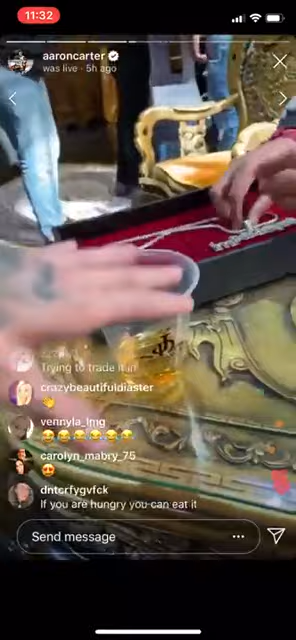 11:32
aaroncarter
was live · 5h ago
Trying to trade it in
crazybeautifuldiaster
👏
vennyla_lmg
😂😂😂😂😂😂😂
carolyn_mabry_75
😍
dntcrfygvfck
If you are hungry you can eat it
Send message